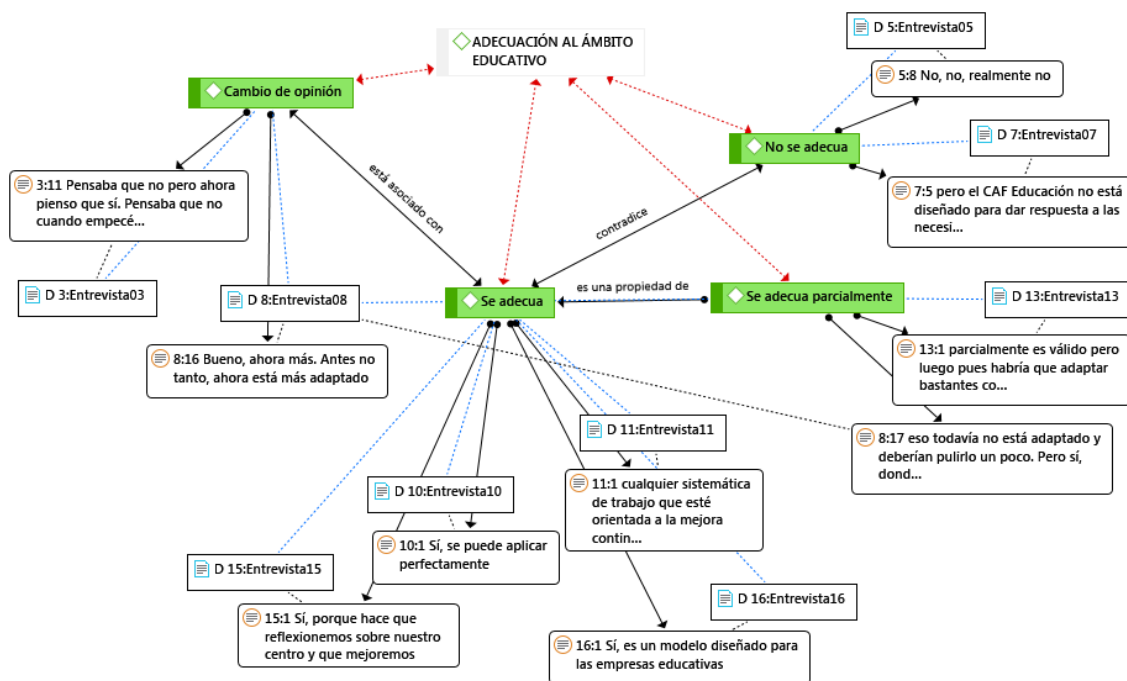 ADECUACIÓN AL ÁMBITO
EDUCATIVO
D 5:Entrevista05
5:8 No, no, realmente no
Cambio de opinión
No se adecua
D 7:Entrevista07
3:11 Pensaba que no pero ahora
pienso que sí. Pensaba que no
cuando empecé...
está asociado con
contradice
7:5 pero el CAF Educación no está
diseñado para dar respuesta a las
necesi...
D 3:Entrevista03
D 8:Entrevista08
Se adecua
es una propiedad de
Se adecua parcialmente
D 13:Entrevista13
8:16 Bueno, ahora más. Antes no
tanto, ahora está más adaptado
13:1 parcialmente es válido pero
luego pues habría que adaptar
bastantes co...
D 11:Entrevista11
8:17 eso todavía no está adaptado y
deberían pulirlo un poco. Pero sí,
dond...
D 10:Entrevista10
11:1 cualquier sistemática
de trabajo que esté
orientada a la mejora
contin...
10:1 Sí, se puede aplicar
perfectamente
D 15:Entrevista15
D 16:Entrevista16
15:1 Sí, porque hace que
reflexionemos sobre nuestro
centro y que mejoremos
16:1 Sí, es un modelo diseñado para
las empresas educativas